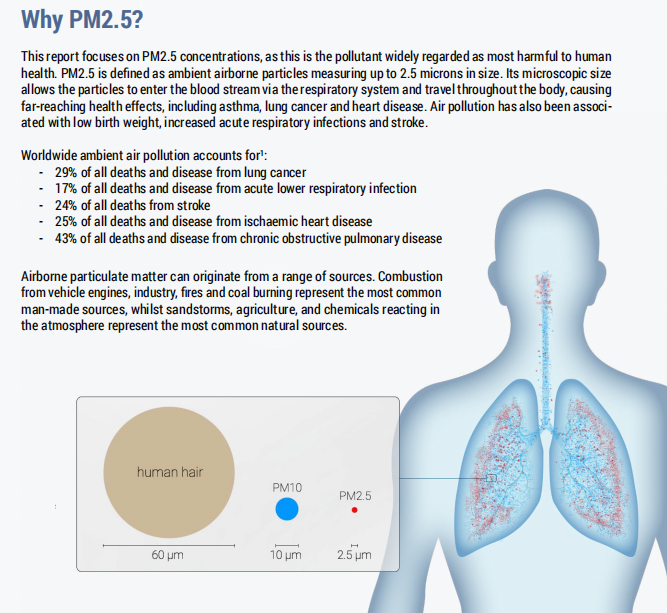 Why PM2.5?
This report focuses on PM2.5 concentrations, as this is the pollutant widely regarded as most harmful to human
health. PM2.5 is defined as ambient airborne particles measuring up to 2.5 microns in size. Its microscopic size
allows the particles to enter the blood stream via the respiratory system and travel throughout the body, causing
far-reaching health effects, including asthma, lung cancer and heart disease. Air pollution has also been associ-
ated with low birth weight, increased acute respiratory infections and stroke.
Worldwide ambient air pollution accounts for¹:
- 29% of all deaths and disease from lung cancer
- 17% of all deaths and disease from acute lower respiratory infection
- 24% of all deaths from stroke
- 25% of all deaths and disease from ischaemic heart disease
- 43% of all deaths and disease from chronic obstructive pulmonary disease
Airborne particulate matter can originate from a range of sources. Combustion
from vehicle engines, industry, fires and coal burning represent the most common
man-made sources, whilst sandstorms, agriculture, and chemicals reacting in
the atmosphere represent the most common natural sources.
human hair
PM10
PM2.5
60 µm
10 µm
2.5 µm